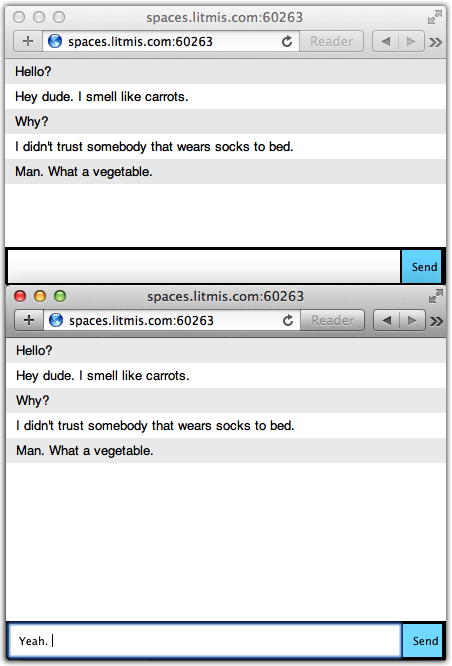 spaces.litmis.com:60263
spaces.litmis.com:60263 Reader
Hello?
Hey dude. I smell like carrots.
Why?
I didn't trust somebody that wears socks to bed.
Man. What a vegetable.
Send
spaces.litmis.com:60263
spaces.litmis.com:60263 Reader
Hello?
Hey dude. I smell like carrots.
Why?
I didn't trust somebody that wears socks to bed.
Man. What a vegetable.
Yeah. Send